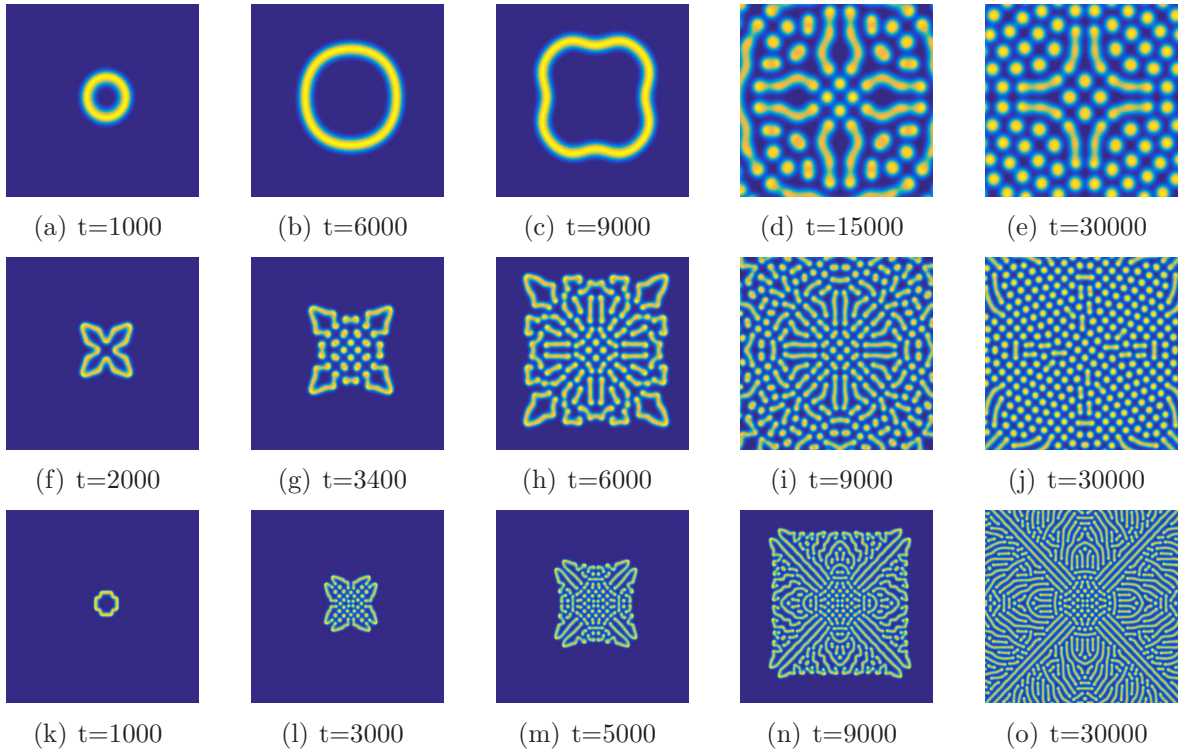 (a) t=1000 (b) t=6000 (c) t=9000 (d) t=15000 (e) t=30000
(f) t=2000 (g) t=3400 (h) t=6000 (i) t=9000 (j) t=30000
(k) t=1000 (l) t=3000 (m) t=5000 (n) t=9000 (o) t=30000